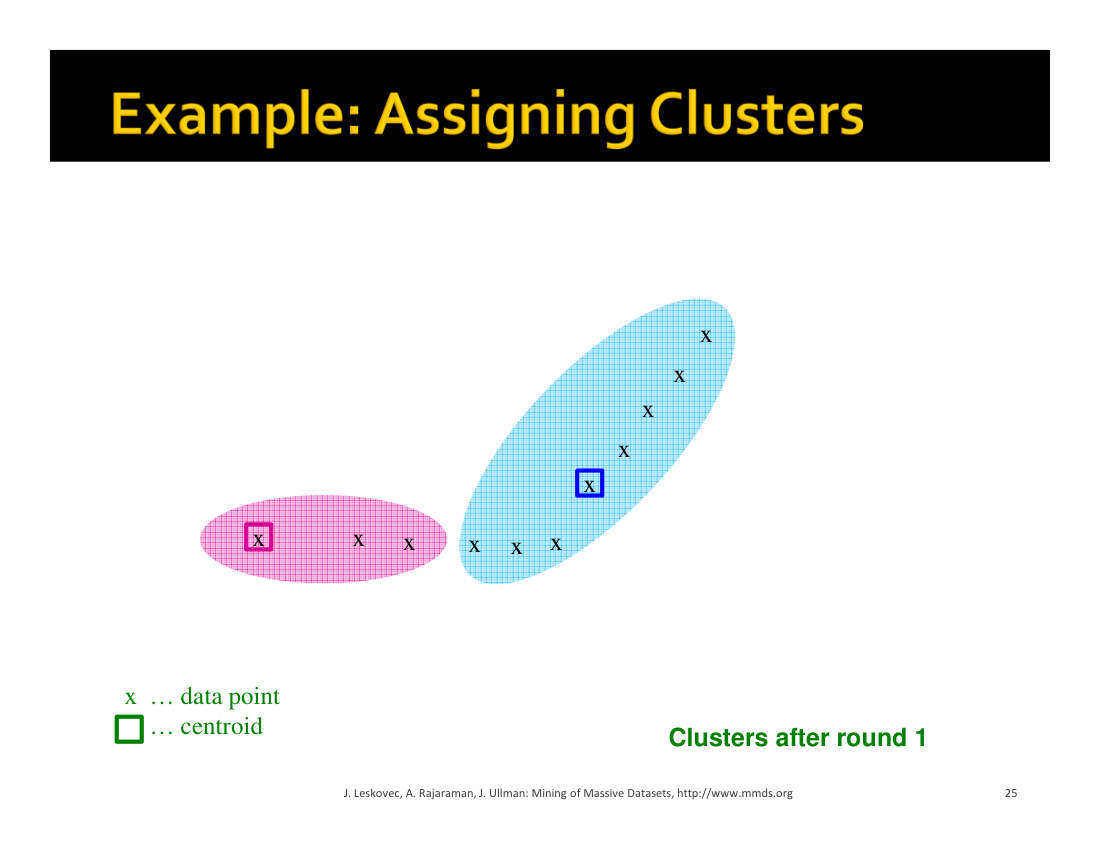 Example: Assigning Clusters
x
x
x
x
x
x x x x x x
x … data point
… centroid
Clusters after round 1
J. Leskovec, A. Rajaraman, J. Ullman: Mining of Massive Datasets, http://www.mmds.org 25